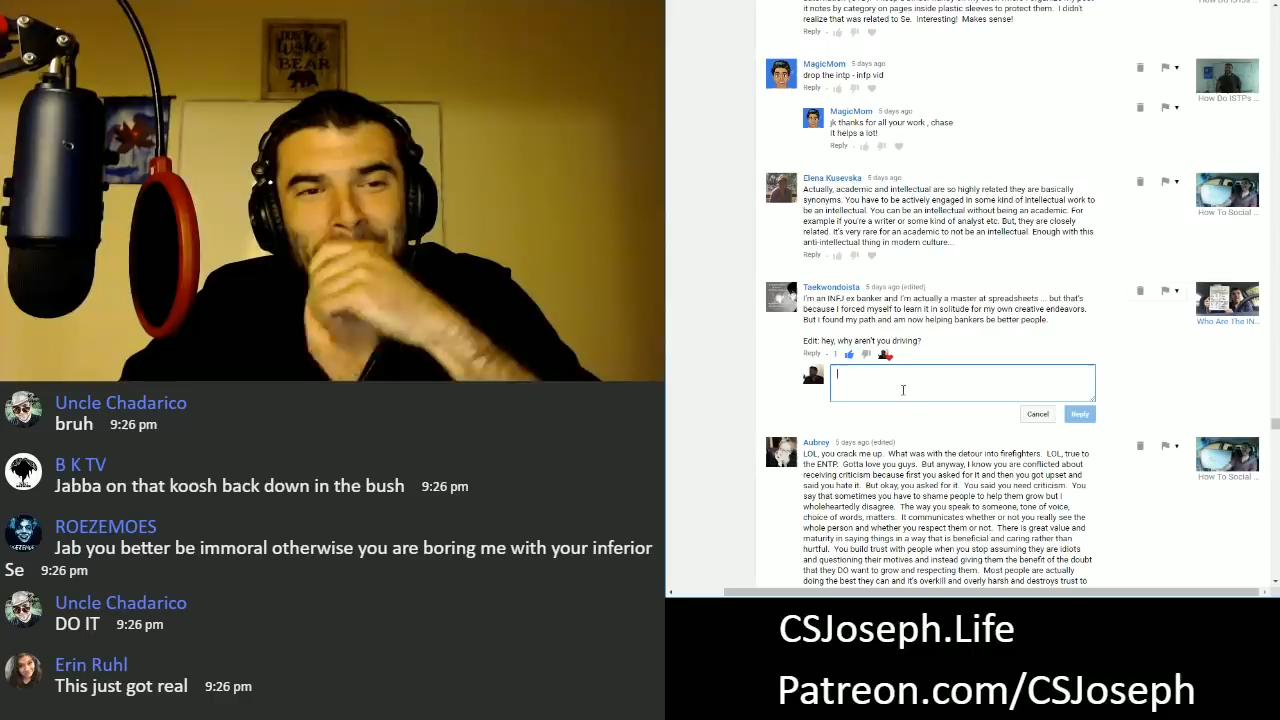 DON'T
Wake
THE
BEAR
Uncle Chadarico
bruh 9:26 pm
B K TV
Jabba on that koosh back down in the bush 9:26 pm
ROEZEMOES
Jab you better be immoral otherwise you are boring me with your inferior
Se 9:26 pm
Uncle Chadarico
DO IT 9:26 pm
Erin Ruhl
This just got real 9:26 pm
it notes by category on pages inside plastic sleeves to protect them. I didn't
realize that was related to Se. Interesting! Makes sense!
Reply
MagicMom 5 days ago
drop the intp - infp vid
Reply
How Do ISTPs ...
MagicMom 5 days ago
jk thanks for all your work , chase
It helps a lot!
Reply
Elena Kusevska 5 days ago
Actually, academic and intellectual are so highly related they are basically
synonyms. You have to be actively engaged in some kind of intellectual work to
be an intellectual. You can be an intellectual without being an academic. For
example if you're a writer or some kind of analyst etc. But, they are closely
related. It's very rare for an academic to not be an intellectual. Enough with this
anti-intellectual thing in modern culture...
Reply
How To Social ...
Taekwondoista 5 days ago (edited)
I'm an INFJ ex banker and I'm actually a master at spreadsheets ... but that's
because I forced myself to learn it in solitude for my own creative endeavors.
But I found my path and am now helping bankers be better people.
Edit: hey, why aren't you driving?
Reply 1
Who Are The IN...
Cancel Reply
Aubrey 5 days ago (edited)
LOL, you crack me up. What was with the detour into firefighters. LOL, true to
the ENTP. Gotta love you guys. But anyway, I know you are conflicted about
receiving criticism because first you asked for it and then you got upset and
said you hate it. But okay, you asked for it. You said you need criticism. You
say that sometimes you have to shame people to help them grow but I
wholeheartedly disagree. The way you speak to someone, tone of voice,
choice of words, matters. It communicates whether or not you really see the
whole person and whether you respect them or not. There is great value and
maturity in saying things in a way that is beneficial and caring rather than
hurtful. You build trust with people when you stop assuming they are idiots
and questioning their motives and instead giving them the benefit of the doubt
that they DO want to grow and respecting them. Most people are actually
doing the best they can and it's overkill and overly harsh and destroys trust to
How To Social ...
CSJoseph.Life
Patreon.com/CSJoseph